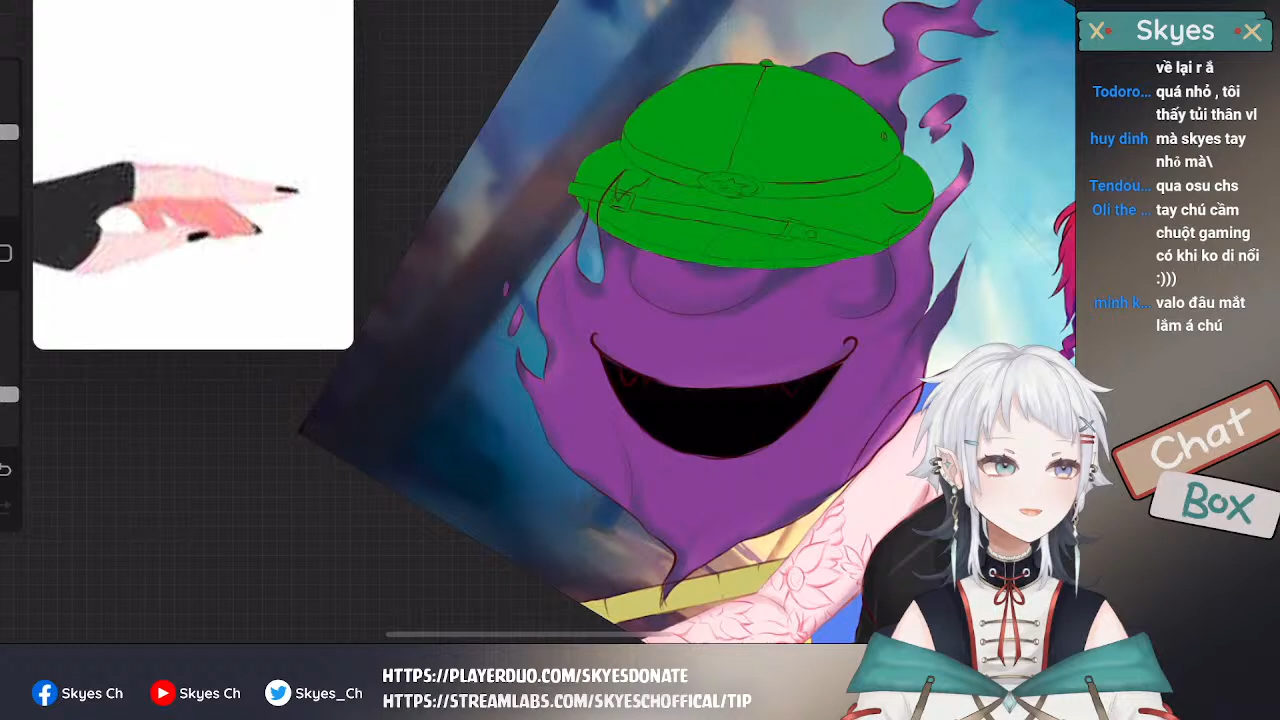 Skyes
về lại r ắ
Todoro... quá nhỏ , tôi
thấy tủi thân vl
huy dinh mà skyes tay
nhỏ mà\
Tendou... qua osu chs
Oli the ... tay chú cầm
chuột gaming
có khi ko di nổi
:)))
minh k... valo đâu mắt
lắm á chú
Chat
Box
HTTPS://PLAYERDUO.COM/SKYESDONATE
Skyes Ch Skyes Ch Skyes_Ch
HTTPS://STREAMLABS.COM/SKYESCHOFFICAL/TIP